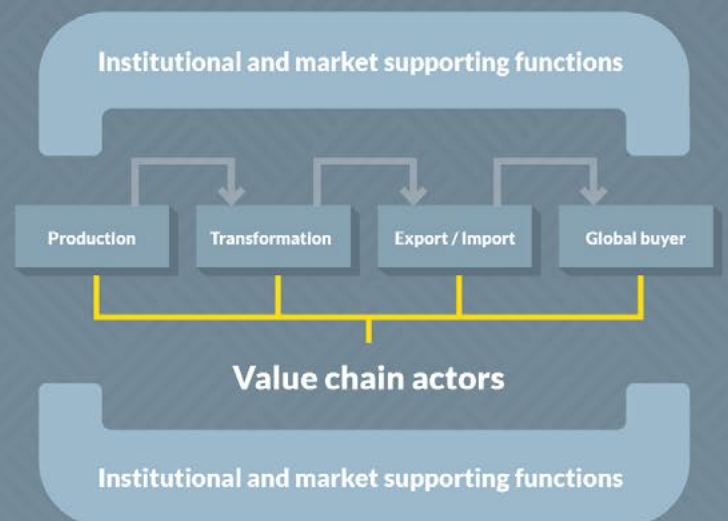 Institutional and market supporting functions
Production
Transformation
Export / Import
Global buyer
Value chain actors
Institutional and market supporting functions